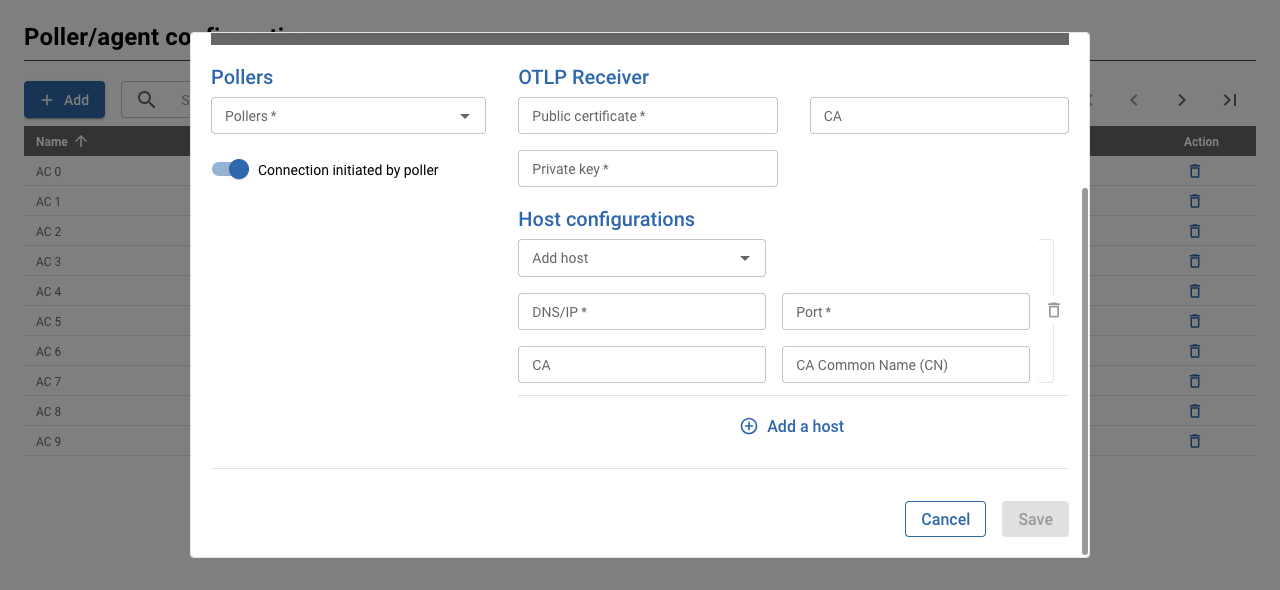 Poller/agent co
Add
Name
Action
AC 0
AC 1
AC 2
AC 3
AC 4
AC 5
AC 6
AC 7
AC 8
AC 9
Pollers
Pollers *
Connection initiated by poller
OTLP Receiver
Public certificate *
CA
Private key *
Host configurations
Add host
DNS/IP *
Port *
CA
CA Common Name (CN)
Add a host
Cancel
Save